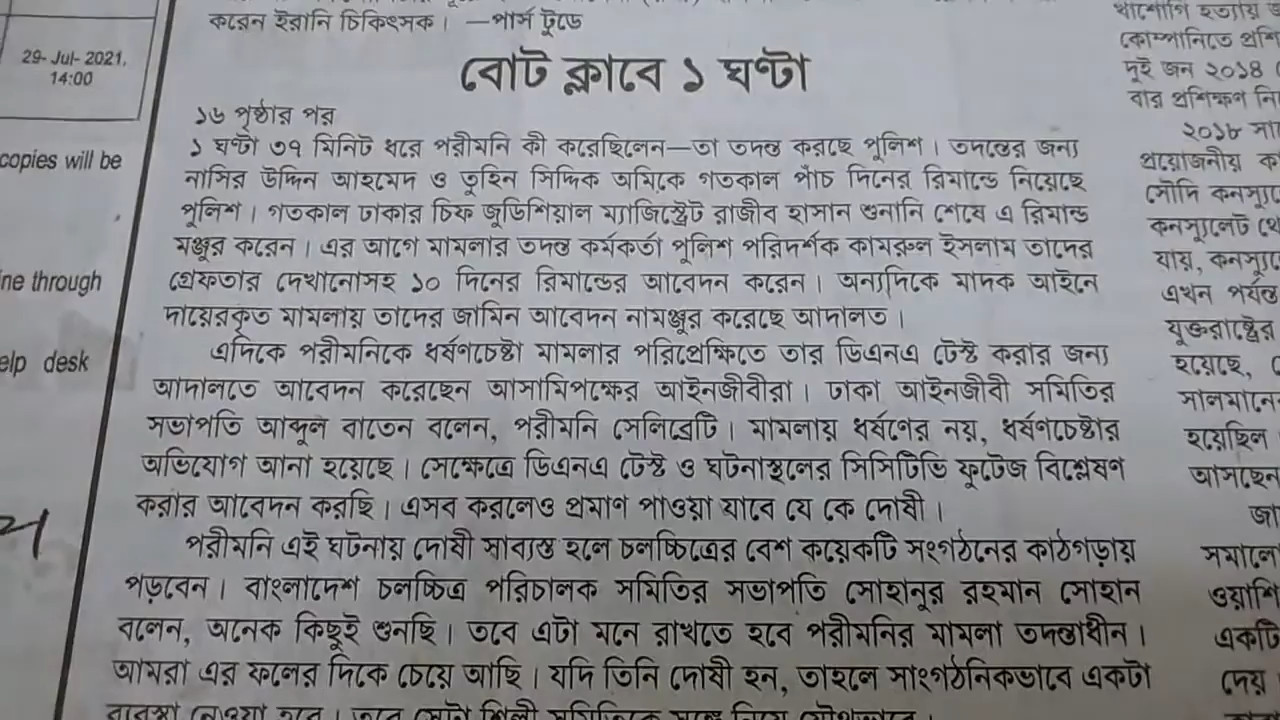 করেন ইরানি চিকিৎসক। —পার্স টুডে
29- Jul- 2021,
14:00
copies will be
ne through
elp desk
বোট ক্লাবে ১ ঘণ্টা
১৬ পৃষ্ঠার পর
১ ঘণ্টা ৩৭ মিনিট ধরে পরীমনি কী করেছিলেন—তা তদন্ত করছে পুলিশ। তদন্তের জন্য
নাসির উদ্দিন আহমেদ ও তুহিন সিদ্দিক অমিকে গতকাল পাঁচ দিনের রিমান্ডে নিয়েছে
পুলিশ। গতকাল ঢাকার চিফ জুডিশিয়াল ম্যাজিস্ট্রেট রাজীব হাসান শুনানি শেষে এ রিমান্ড
মঞ্জুর করেন। এর আগে মামলার তদন্ত কর্মকর্তা পুলিশ পরিদর্শক কামরুল ইসলাম তাদের
গ্রেফতার দেখানোসহ ১০ দিনের রিমান্ডের আবেদন করেন। অন্যদিকে মাদক আইনে
দায়েরকৃত মামলায় তাদের জামিন আবেদন নামঞ্জুর করেছে আদালত।
এদিকে পরীমনিকে ধর্ষণচেষ্টা মামলার পরিপ্রেক্ষিতে তার ডিএনএ টেস্ট করার জন্য
আদালতে আবেদন করেছেন আসামিপক্ষের আইনজীবীরা। ঢাকা আইনজীবী সমিতির
সভাপতি আব্দুল বাতেন বলেন, পরীমনি সেলিব্রেটি। মামলায় ধর্ষণের নয়, ধর্ষণচেষ্টার
অভিযোগ আনা হয়েছে। সেক্ষেত্রে ডিএনএ টেস্ট ও ঘটনাস্থলের সিসিটিভি ফুটেজ বিশ্লেষণ
করার আবেদন করছি। এসব করলেও প্রমাণ পাওয়া যাবে যে কে দোষী।
পরীমনি এই ঘটনায় দোষী সাব্যস্ত হলে চলচ্চিত্রের বেশ কয়েকটি সংগঠনের কাঠগড়ায়
পড়বেন। বাংলাদেশ চলচ্চিত্র পরিচালক সমিতির সভাপতি সোহানুর রহমান সোহান
বলেন, অনেক কিছুই শুনছি। তবে এটা মনে রাখতে হবে পরীমনির মামলা তদন্তাধীন।
আমরা এর ফলের দিকে চেয়ে আছি। যদি তিনি দোষী হন, তাহলে সাংগঠনিকভাবে একটা
খাশোগি হত্যায়
কোম্পানিতে প্রশি
দুই জন ২০১৪
বার প্রশিক্ষণ নি
২০১৮ সা
প্রয়োজনীয় ক
সৌদি কনস্যুলে
কনস্যুলেট থে
যায়, কনস্যুলে
এখন পর্যন্ত
যুক্তরাষ্ট্রের
হয়েছে,
সালমানে
হয়েছিল
আসছেন
জা
সমালো
ওয়াশি
একটি
দেয়